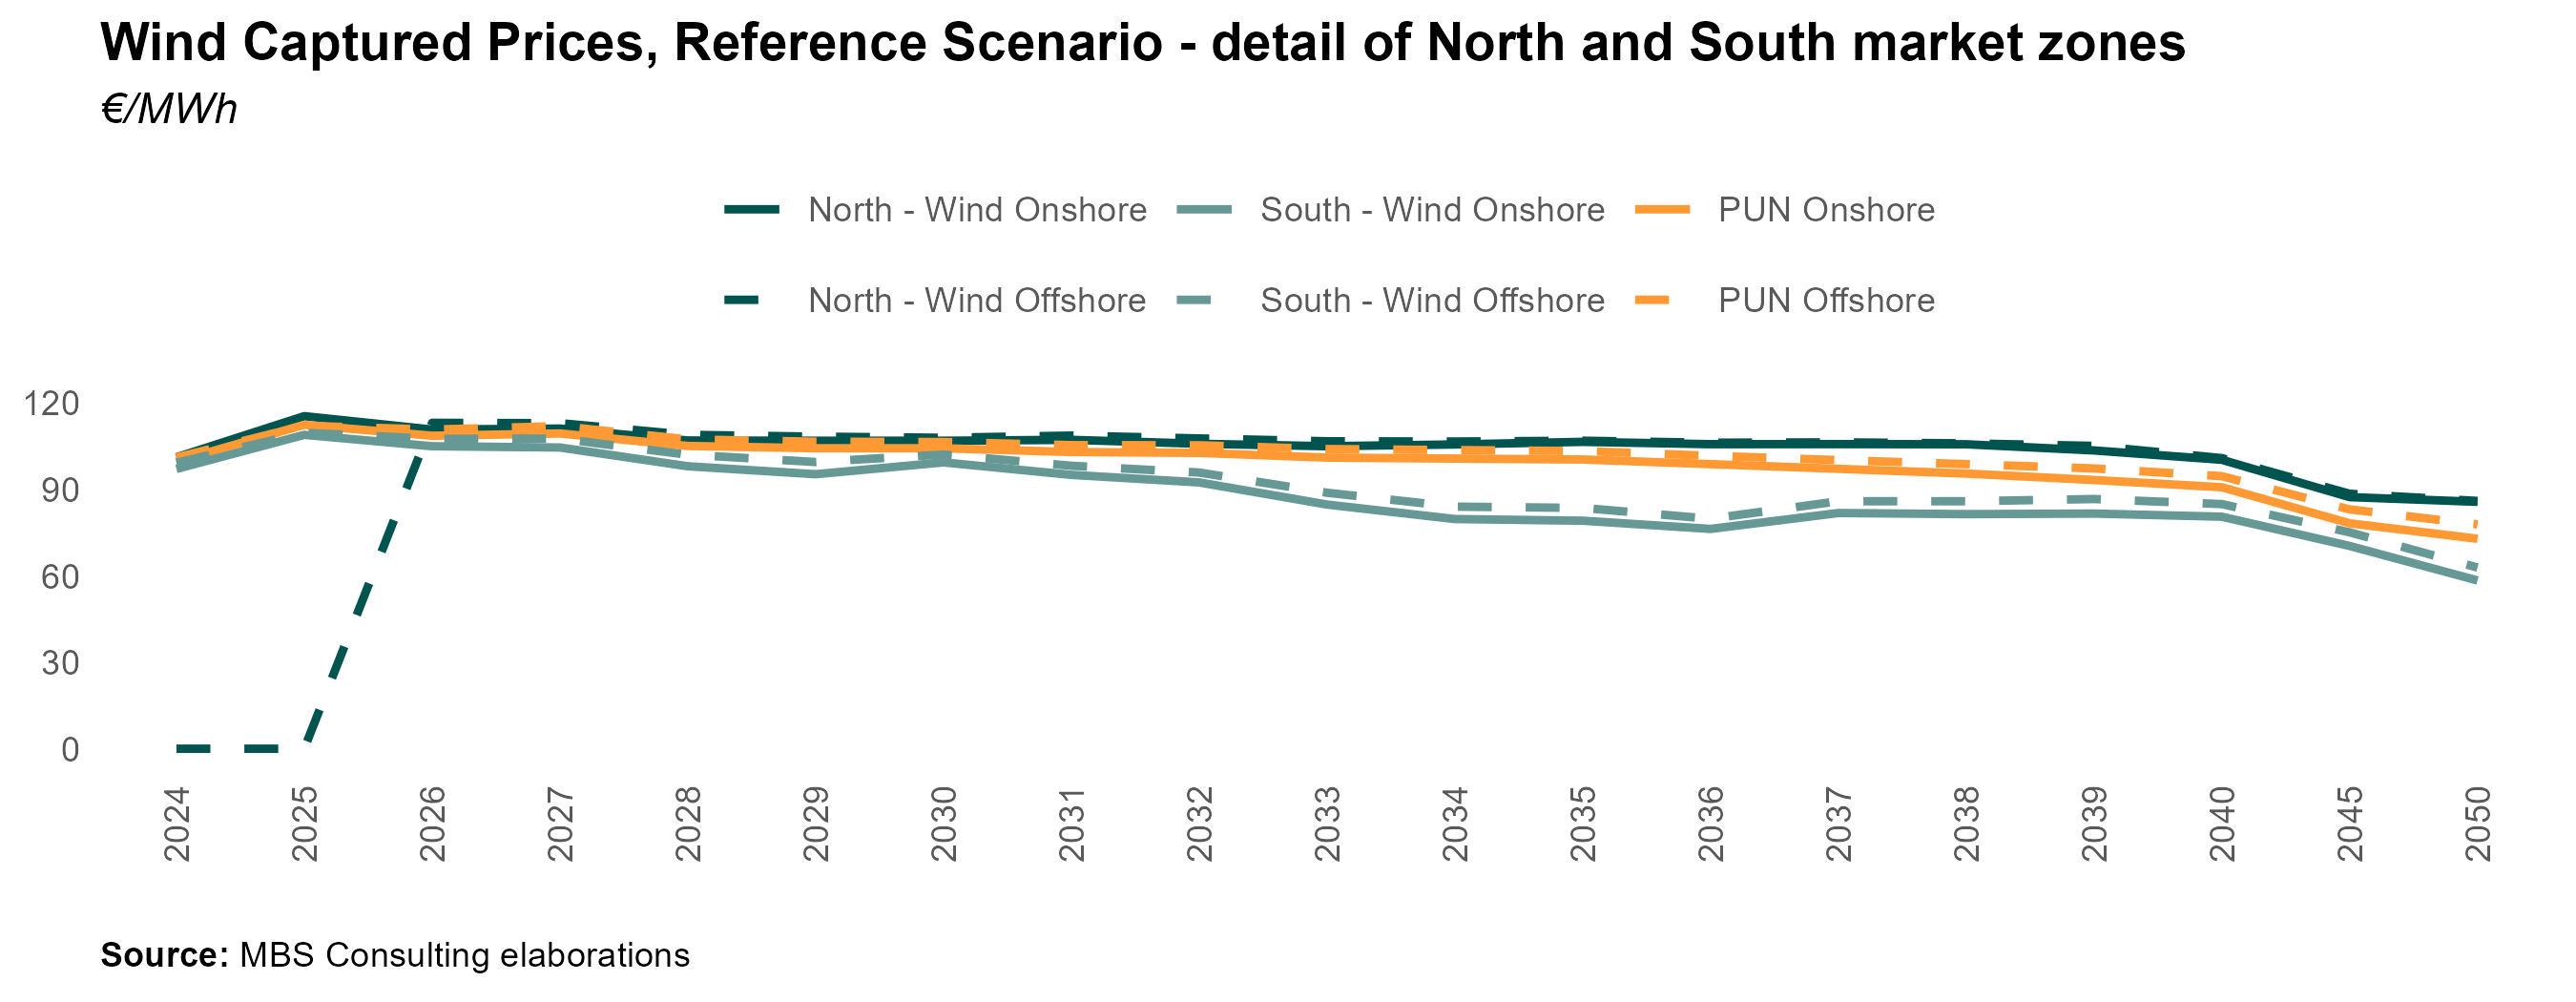 Wind Captured Prices, Reference Scenario - detail of North and South market zones
€/MWh
North - Wind Onshore South - Wind Onshore PUN Onshore
North - Wind Offshore South - Wind Offshore PUN Offshore
120
90
60
30
0
2024 2025 2026 2027 2028 2029 2030 2031 2032 2033 2034 2035 2036 2037 2038 2039 2040 2045 2050
Source: MBS Consulting elaborations